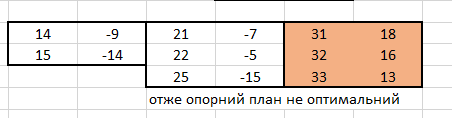 14 -9 21 -7 31 18
15 -14 22 -5 32 16
25 -15 33 13
отже опорний план не оптимальний